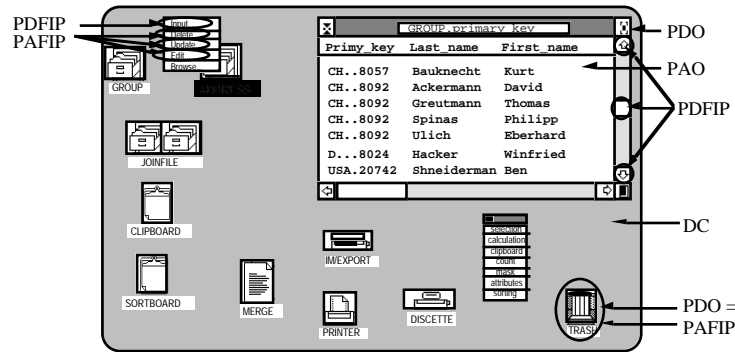 PDFIP
PAFIP
Input
Delete
Update
Edit
Browse
GROUP
GROUP.primary key
Primy_key Last_name First_name
CH..8057 Bauknecht Kurt
CH..8092 Ackermann David
CH..8092 Greutmann Thomas
CH..8092 Spinas Philipp
CH..8092 Ulich Eberhard
D...8024 Hacker Winfried
USA.20742 Shneiderman Ben
PDO
PAO
PDFIP
JOINFILE
CLIPBOARD
SORTBOARD
MERGE
IM/EXPORT
PRINTER
DISCETTE
selection
calculation
clipboard
count
mask
attributes
sorting
DC
TRASH
PDO =
PAFIP